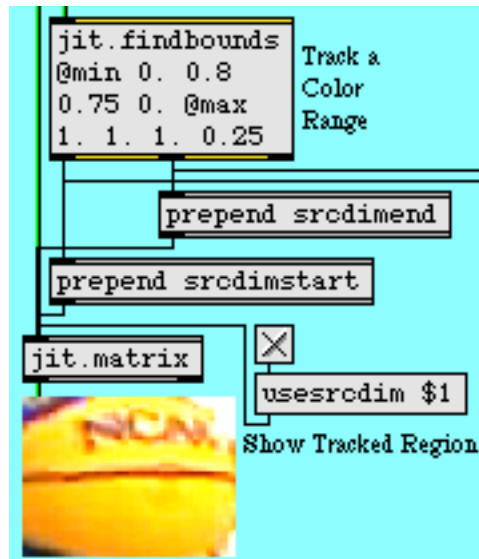 jit.findbounds
@min 0. 0.8
0.75 0. @max
1. 1. 1. 0.25
Track a
Color
Range
prepend srcdimend
prepend srcdimstart
jit.matrix
usesrcdim $1
Show Tracked Region